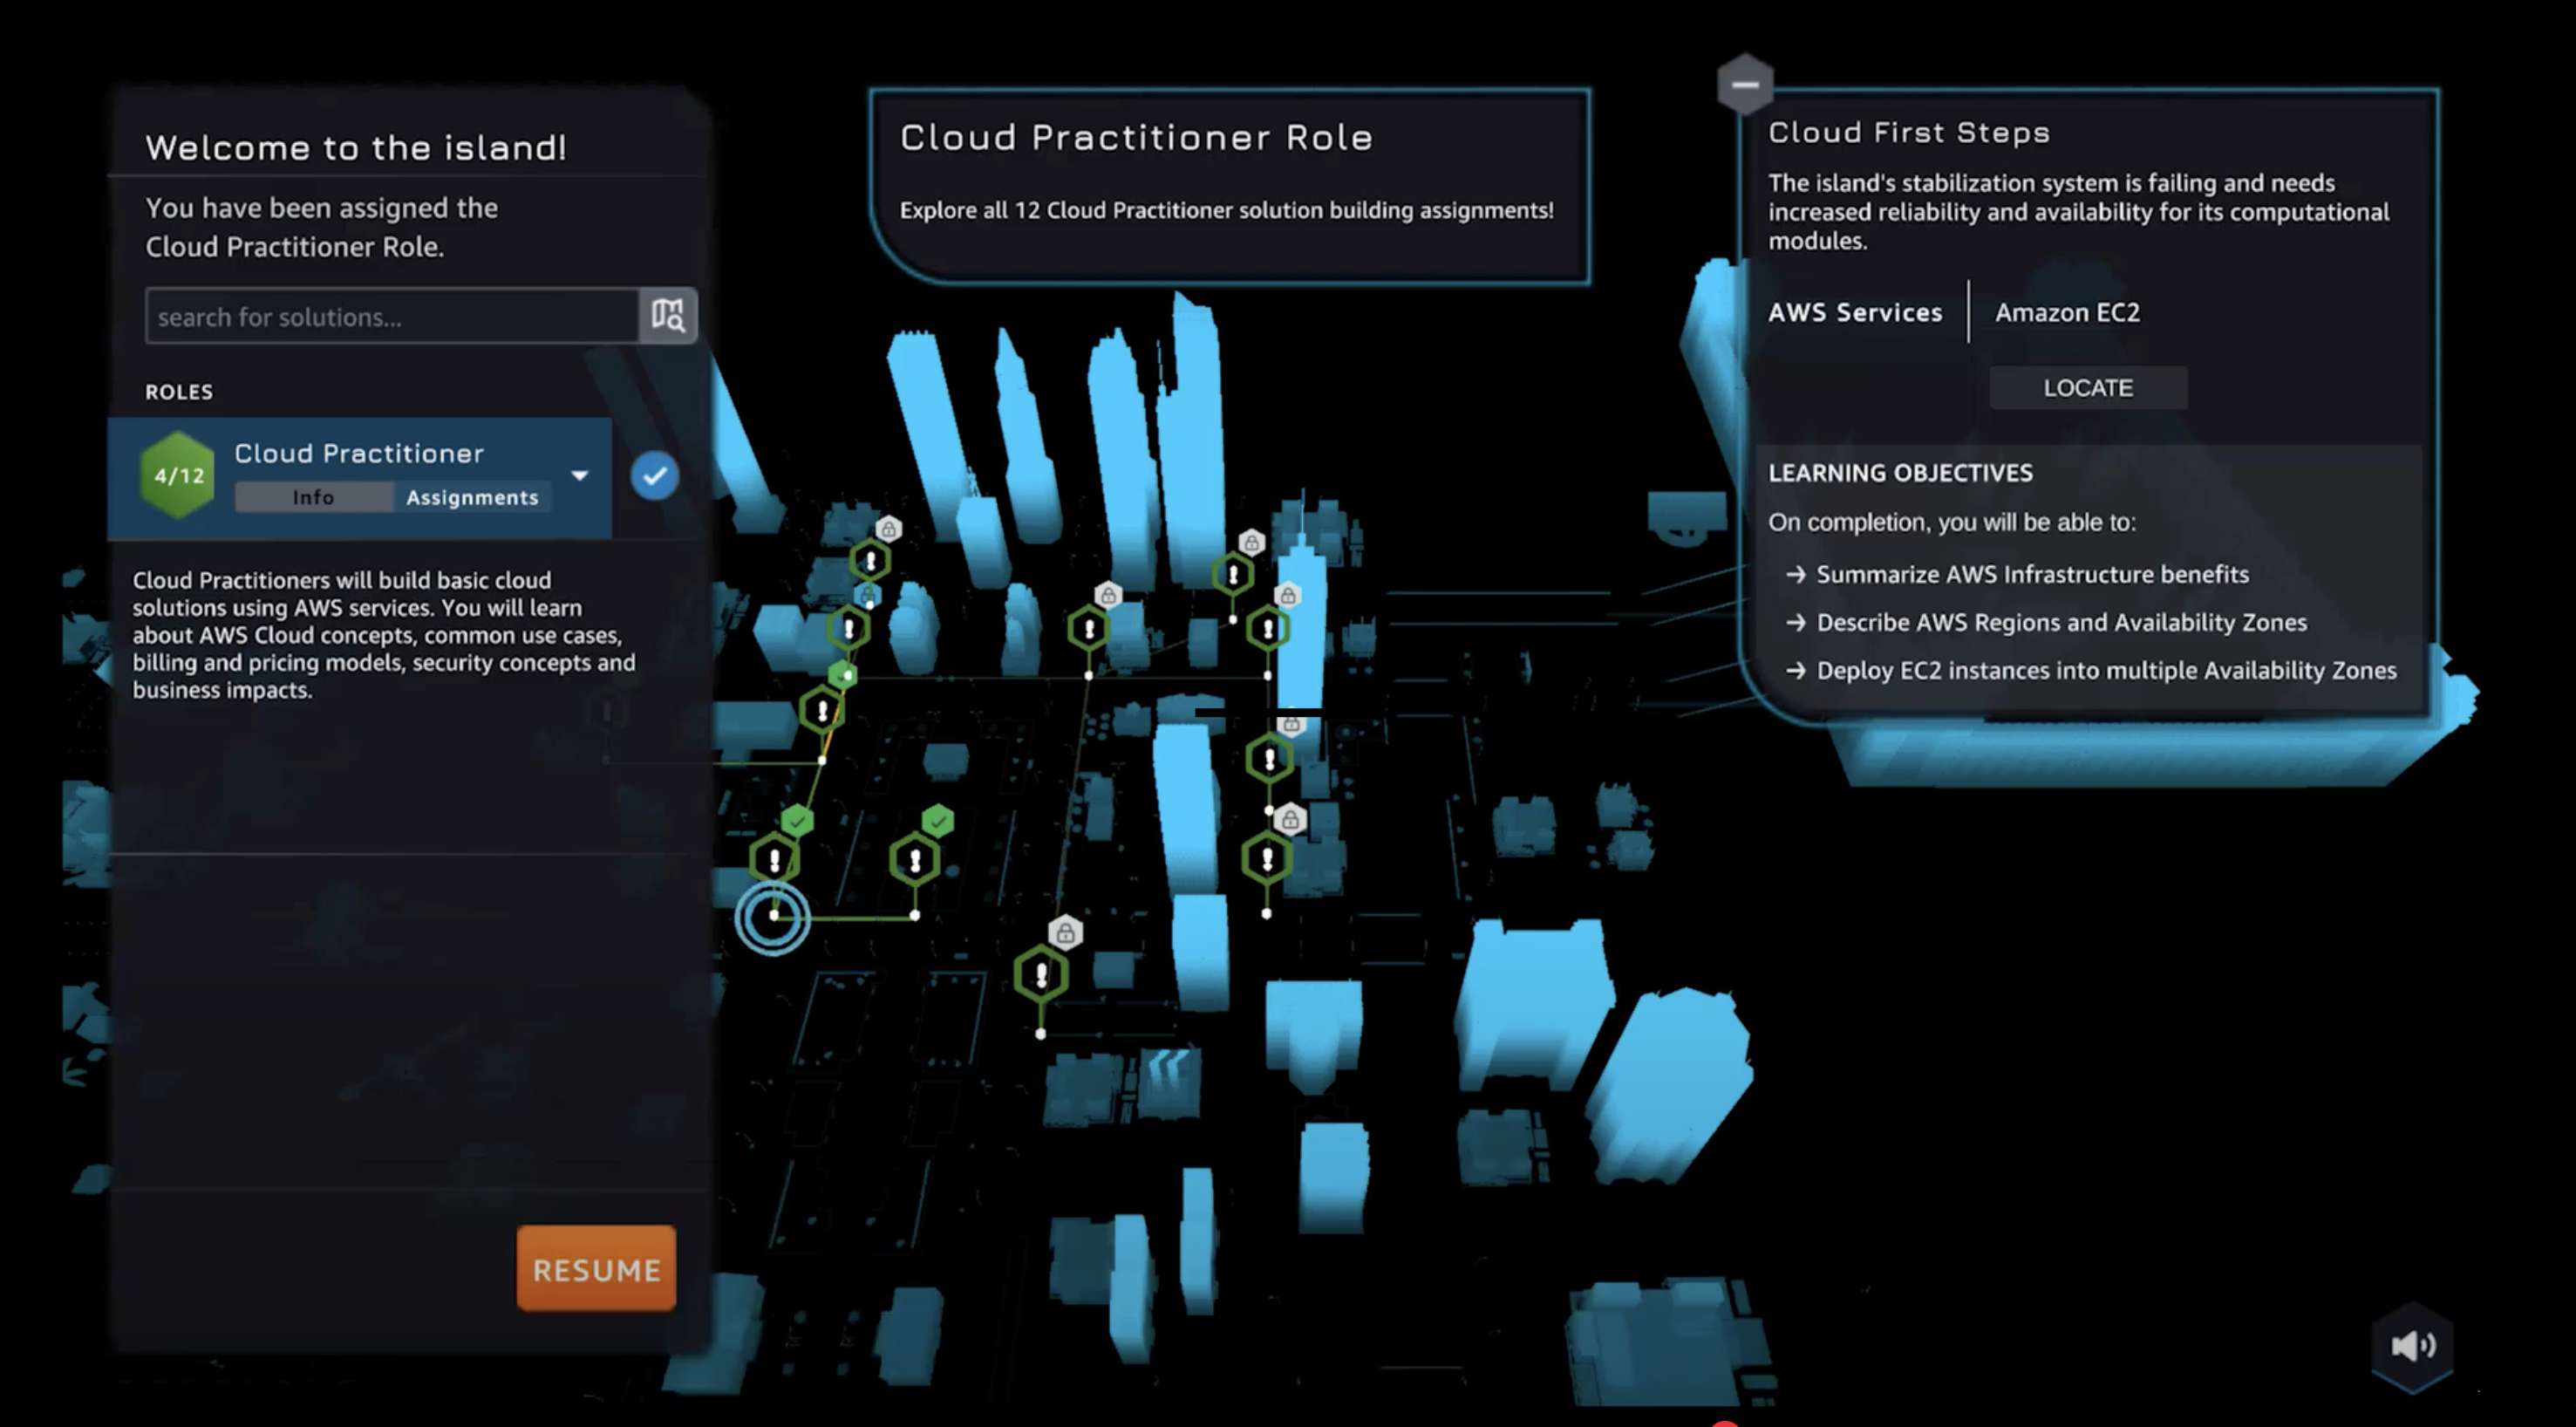 Welcome to the island!
You have been assigned the
Cloud Practitioner Role.
search for solutions...
ROLES
4/12
Cloud Practitioner
Info
Assignments
Cloud Practitioners will build basic cloud
solutions using AWS services. You will learn
about AWS Cloud concepts, common use cases,
billing and pricing models, security concepts and
business impacts.
RESUME
Cloud Practitioner Role
Explore all 12 Cloud Practitioner solution building assignments!
Cloud First Steps
The island's stabilization system is failing and needs
increased reliability and availability for its computational
modules.
AWS Services
Amazon EC2
LOCATE
LEARNING OBJECTIVES
On completion, you will be able to:
→ Summarize AWS Infrastructure benefits
→ Describe AWS Regions and Availability Zones
→ Deploy EC2 instances into multiple Availability Zones